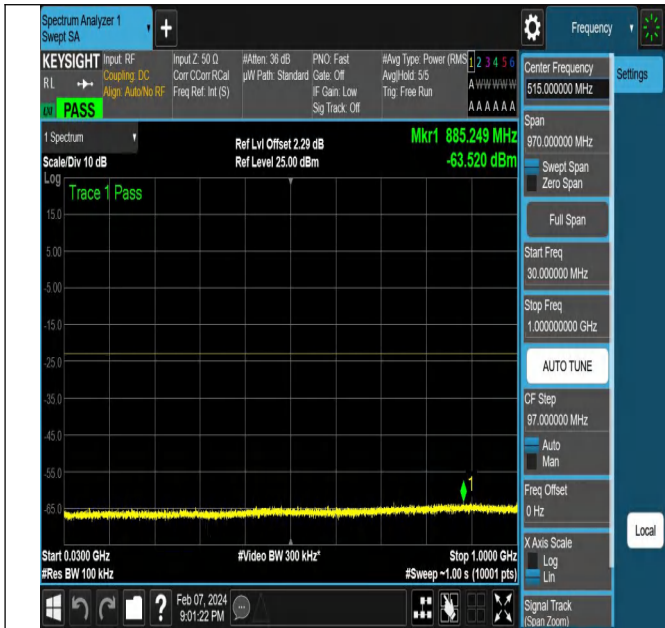 Spectrum Analyzer 1
Swept SA
+
Frequency
KEYSIGHT
RL
PASS
Input: RF
Coupling: DC
Align: Auto/No RF
Input Z: 50 Ω
Corr CCorr RCal
Freq Ref: Int (S)
#Atten: 36 dB
µW Path: Standard
PNO: Fast
Gate: Off
IF Gain: Low
Sig Track: Off
#Avg Type: Power (RMS
Avg|Hold: 5/5
Trig: Free Run
1 2 3 4 5 6
A W W W W W
A A A A A A
1 Spectrum
Scale/Div 10 dB
Ref Lvl Offset 2.29 dB
Ref Level 25.00 dBm
Mkr1 885.249 MHz
-63.520 dBm
Log
Trace 1 Pass
15.0
5.00
-5.00
-15.0
-25.0
-35.0
-45.0
-55.0
-65.0
1
Start 0.0300 GHz
#Res BW 100 kHz
#Video BW 300 kHz*
Stop 1.0000 GHz
#Sweep ~1.00 s (10001 pts)
?
Feb 07, 2024
9:01:22 PM
Center Frequency
515.000000 MHz
Settings
Span
970.000000 MHz
Swept Span
Zero Span
Full Span
Start Freq
30.000000 MHz
Stop Freq
1.000000000 GHz
AUTO TUNE
CF Step
97.000000 MHz
Auto
Man
Freq Offset
0 Hz
Local
X Axis Scale
Log
Lin
Signal Track
(Span Zoom)